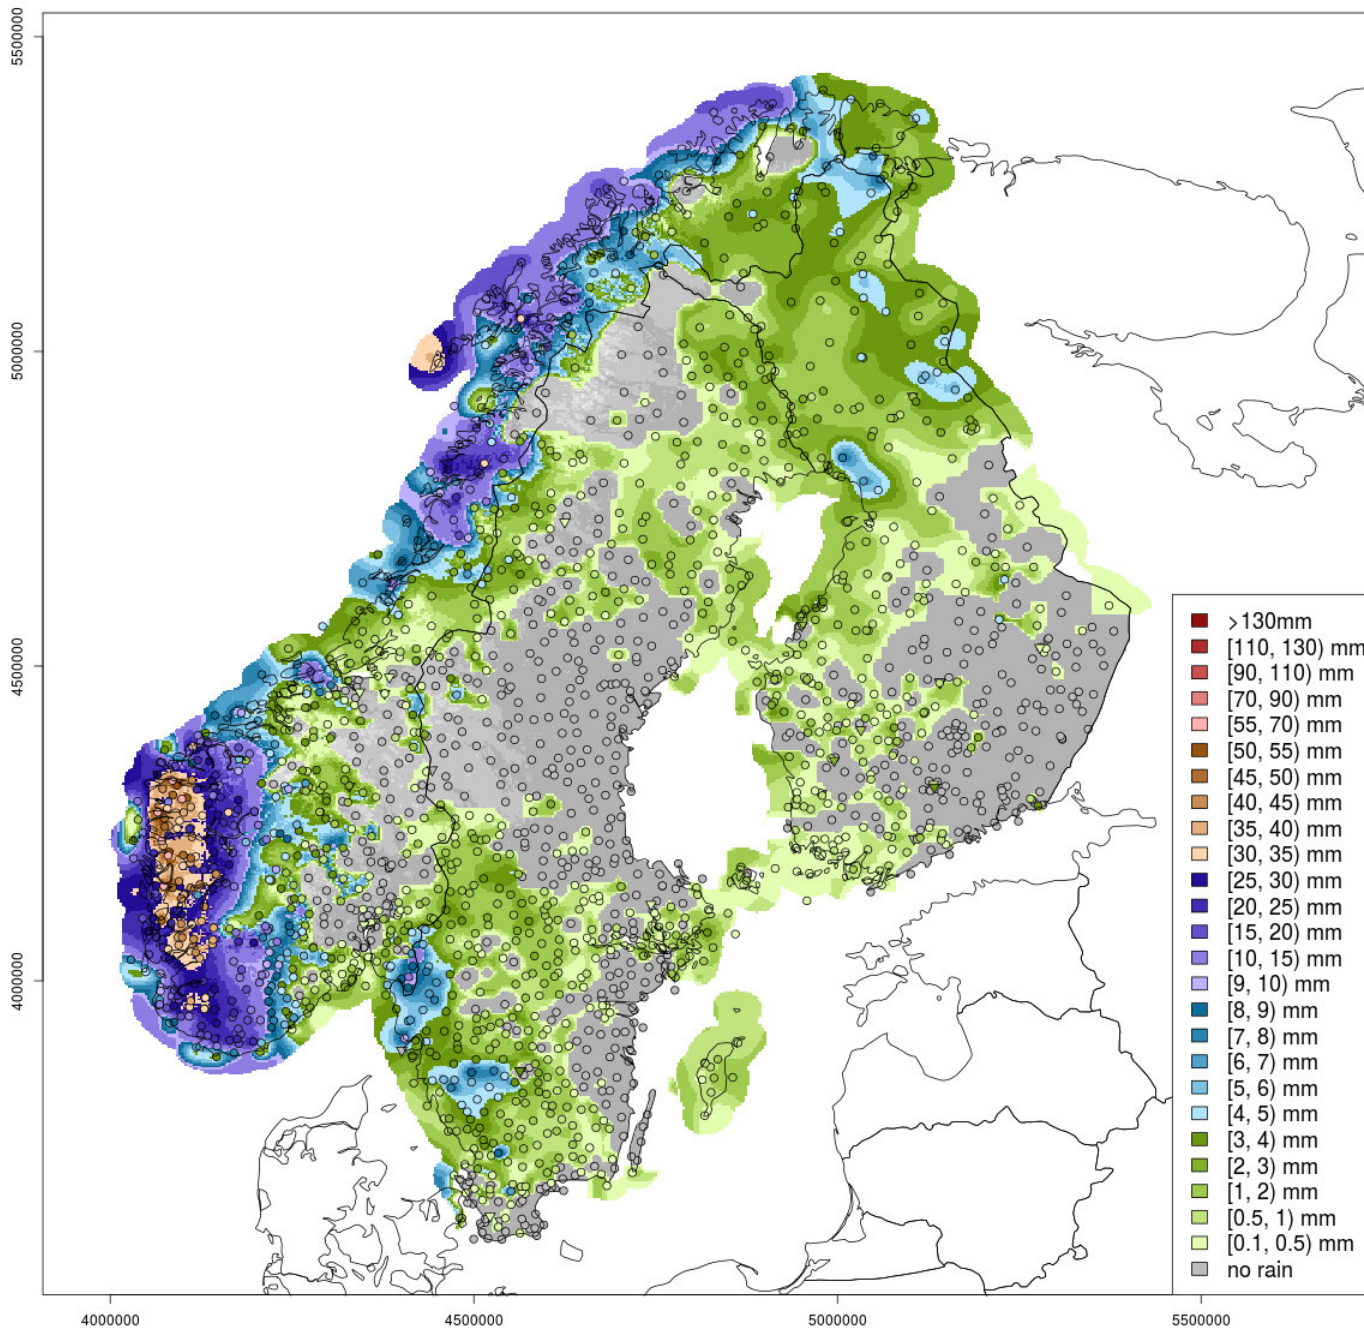 5500000
5000000
4500000
4000000
>130mm
[110, 130) mm
[90, 110) mm
[70, 90) mm
[55, 70) mm
[50, 55) mm
[45, 50) mm
[40, 45) mm
[35, 40) mm
[30, 35) mm
[25, 30) mm
[20, 25) mm
[15, 20) mm
[10, 15) mm
[9, 10) mm
[8, 9) mm
[7, 8) mm
[6, 7) mm
[5, 6) mm
[4, 5) mm
[3, 4) mm
[2, 3) mm
[1, 2) mm
[0.5, 1) mm
[0.1, 0.5) mm
no rain
4000000 4500000 5000000 5500000